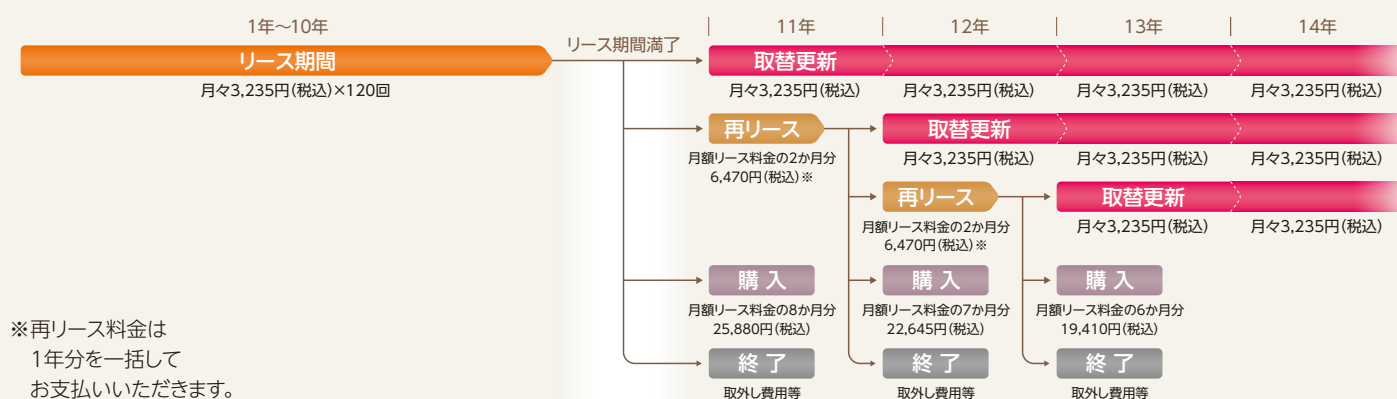 1年～10年
リース期間満了
11年
12年
13年
14年
リース期間
取替更新
月々3,235円(税込)×120回
月々3,235円(税込)
月々3,235円(税込)
月々3,235円(税込)
月々3,235円(税込)
再リース
取替更新
月額リース料金の2か月分
6,470円(税込)※
月々3,235円(税込)
月々3,235円(税込)
月々3,235円(税込)
再リース
取替更新
月額リース料金の2か月分
6,470円(税込)※
月々3,235円(税込)
月々3,235円(税込)
購入
購入
購入
月額リース料金の8か月分
25,880円(税込)
月額リース料金の7か月分
22,645円(税込)
月額リース料金の6か月分
19,410円(税込)
終了
終了
終了
取外し費用等
取外し費用等
取外し費用等
※再リース料金は
1年分を一括して
お支払いいただきます。